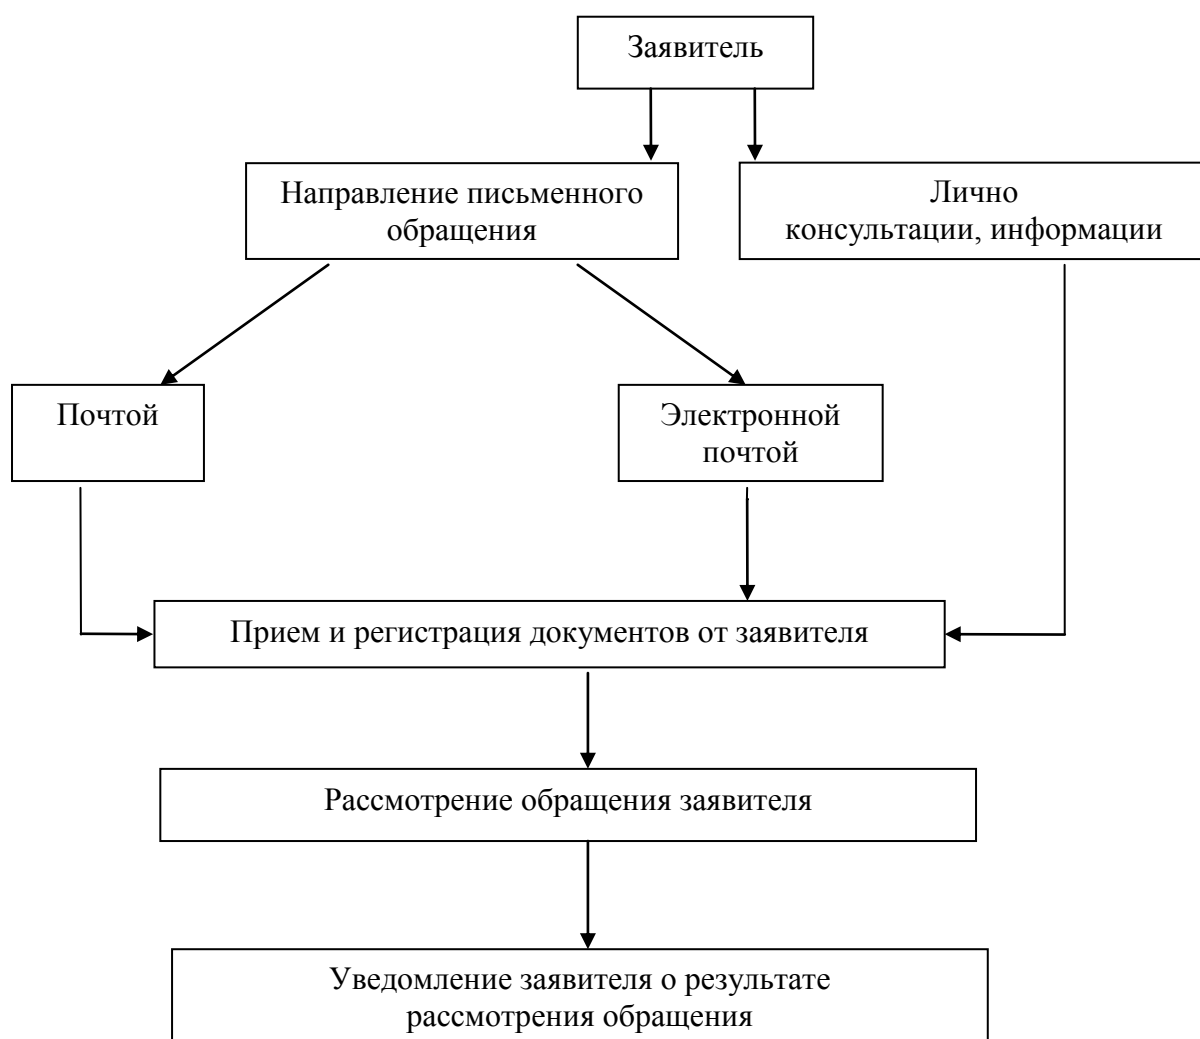 Заявитель
Направление письменного
обращения
Лично
консультации, информации
Почтой
Электронной
почтой
Прием и регистрация документов от заявителя
Рассмотрение обращения заявителя
Уведомление заявителя о результате
рассмотрения обращения